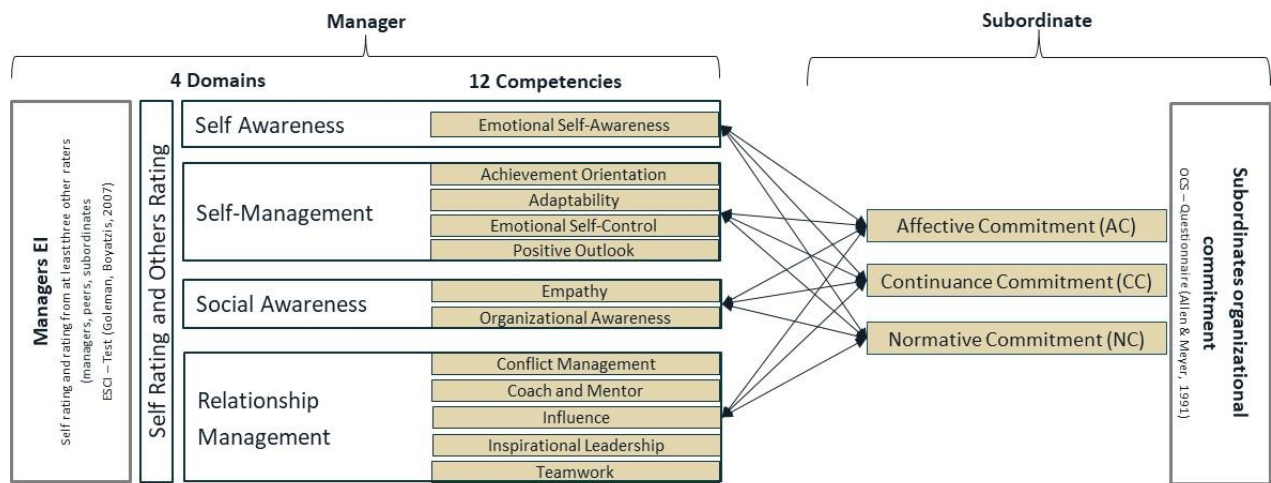 Manager
Subordinate
4 Domains
12 Competencies
Managers EI
Self rating and rating from at leastthree other raters
(managers, peers, subordinates
ESCI – Test (Goleman, Boyatzis, 2007)
Self Rating and Others Rating
Self Awareness
Emotional Self-Awareness
Self-Management
Achievement Orientation
Adaptability
Emotional Self-Control
Positive Outlook
Social Awareness
Empathy
Organizational Awareness
Relationship
Management
Conflict Management
Coach and Mentor
Influence
Inspirational Leadership
Teamwork
Affective Commitment (AC)
Continuance Commitment (CC)
Normative Commitment (NC)
Subordinates organizational
commitment
OCS – Questionnaire (Allen & Meyer, 1991)